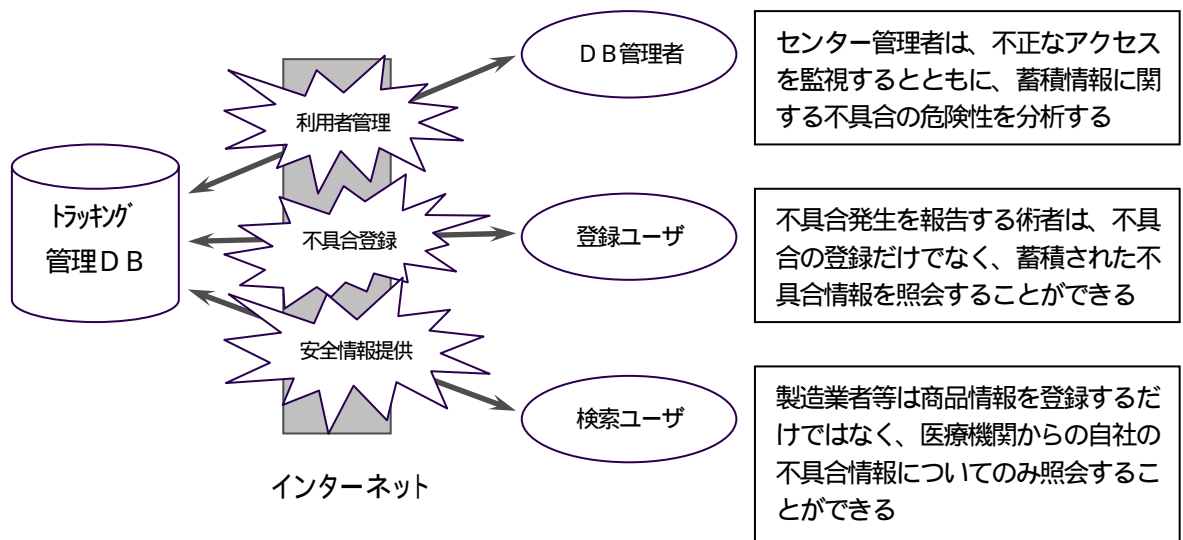 DB管理者
センター管理者は、不正なアクセス
を監視するとともに、蓄積情報に関
する不具合の危険性を分析する
利用者管理
トラッキング
管理DB
不具合登録
登録ユーザ
不具合発生を報告する術者は、不具
合の登録だけでなく、蓄積された不
具合情報を照会することができる
安全情報提供
検索ユーザ
製造業者等は商品情報を登録するだ
けではなく、医療機関からの自社の
不具合情報についてのみ照会するこ
とができる
インターネット